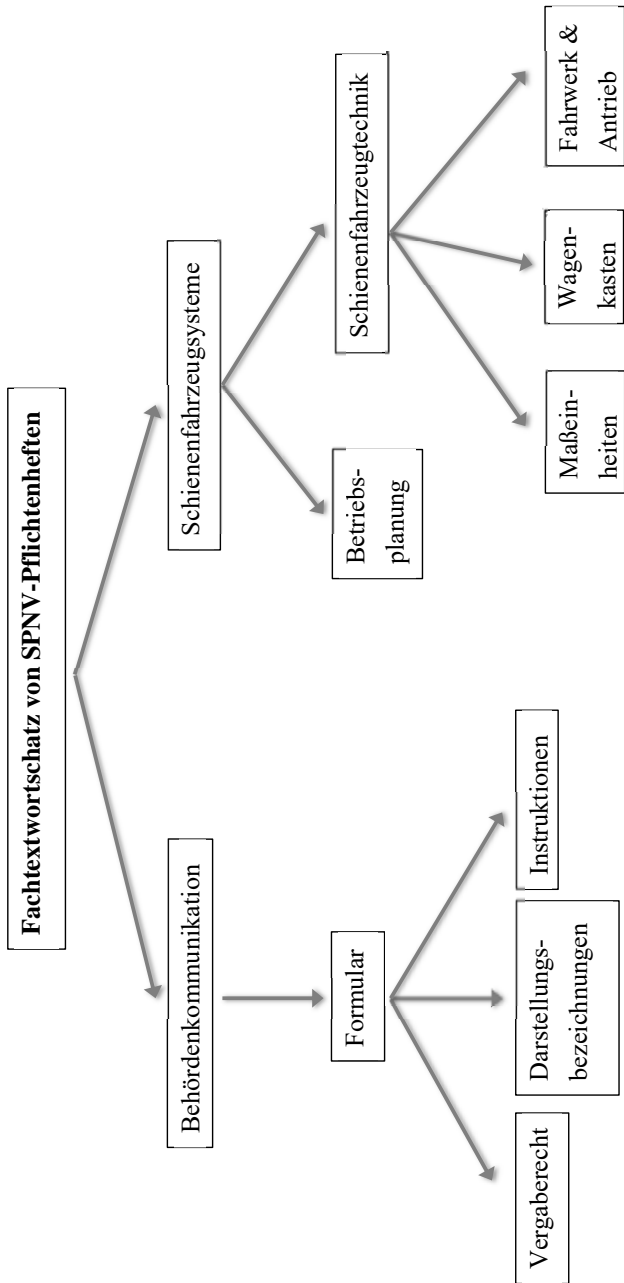 Fachtextwortschatz von SPNV-Pflichtenheften
Behördenkommunikation
Schienenfahrzeugsysteme
Formular
Betriebs-
planung
Schienenfahrzeugtechnik
Vergaberecht
Darstellungs-
bezeichnungen
Instruktionen
Maßein-
heiten
Wagen-
kasten
Fahrwerk &
Antrieb